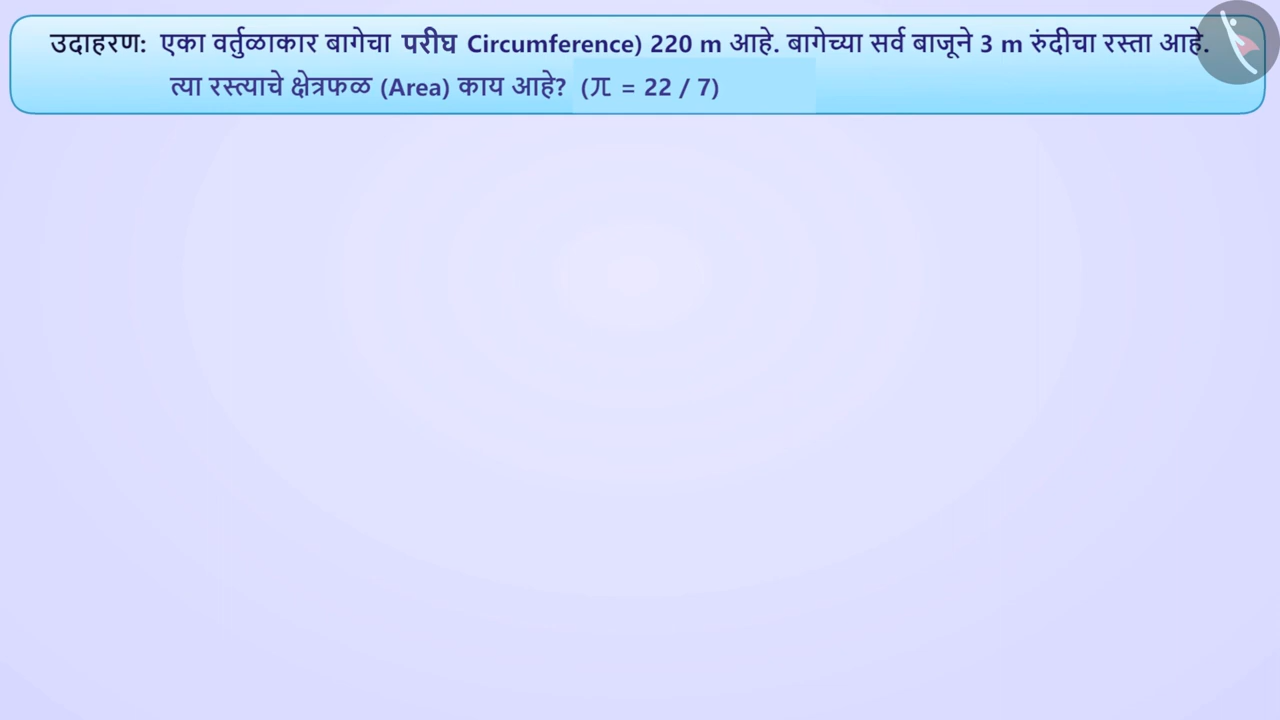 उदाहरण: एका वर्तुळाकार बागेचा परीघ Circumference) 220 m आहे. बागेच्या सर्व बाजूने 3 m रुंदीचा रस्ता आहे.
त्या रस्त्याचे क्षेत्रफळ (Area) काय आहे? (π = 22 / 7)